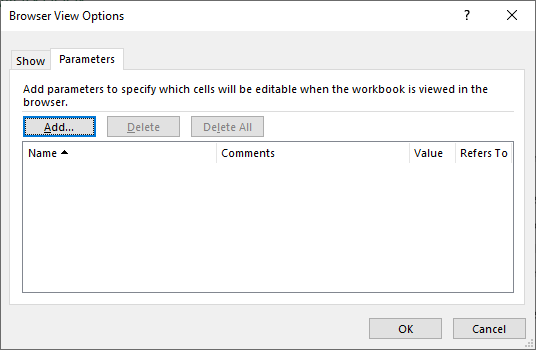 Browser View Options
Show Parameters
Add parameters to specify which cells will be editable when the workbook is viewed in the
browser.
Add... Delete Delete All
Name Comments Value Refers To
OK Cancel